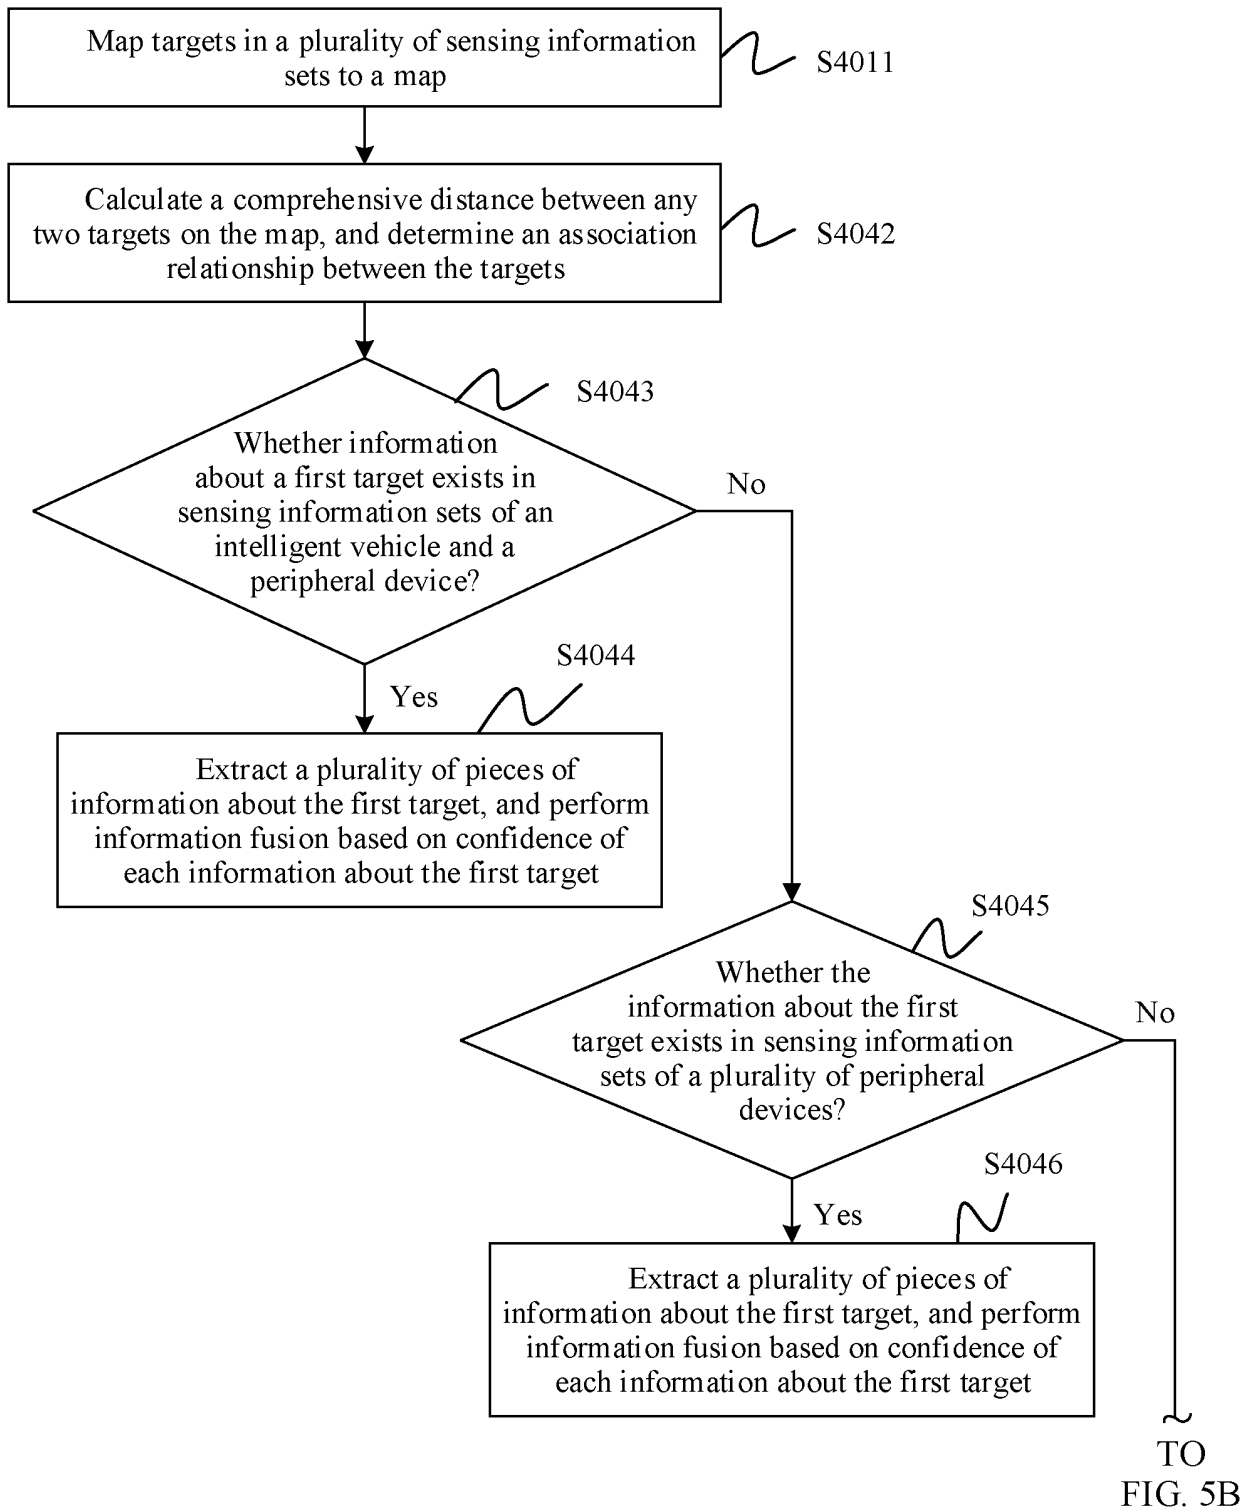 Map targets in a plurality of sensing information
sets to a map
S4011
Calculate a comprehensive distance between any
two targets on the map, and determine an association
relationship between the targets
S4042
S4043
Whether information
about a first target exists in
sensing information sets of an
intelligent vehicle and a
peripheral device?
No
Yes
S4044
Extract a plurality of pieces of
information about the first target, and perform
information fusion based on confidence of
each information about the first target
S4045
Whether the
information about the first
target exists in sensing information
sets of a plurality of peripheral
devices?
No
Yes
S4046
Extract a plurality of pieces of
information about the first target, and perform
information fusion based on confidence of
each information about the first target
TO
FIG. 5B